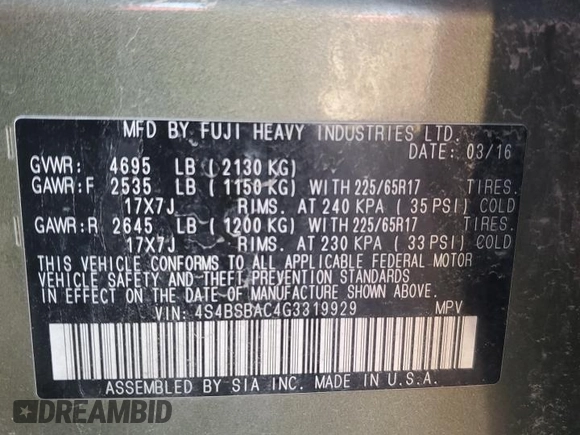 MFD BY FUJI HEAVY INDUSTRIES LTD.
DATE: 03/16
GVWR: 4695 LB ( 2130 KG)
GAWR:F 2535 LB ( 1150 KG) WITH 225/65R17 TIRES.
17X7J RIMS. AT 240 KPA ( 35 PSI) COLD
GAWR:R 2645 LB ( 1200 KG) WITH 225/65R17 TIRES.
17X7J RIMS. AT 230 KPA ( 33 PSI) COLD
THIS VEHICLE CONFORMS TO ALL APPLICABLE FEDERAL MOTOR
VEHICLE SAFETY AND THEFT PREVENTION STANDARDS
IN EFFECT ON THE DATE OF MANUFACTURE SHOWN ABOVE.
VIN: 4S4BSBAC4G3319929 MPV
ASSEMBLED BY SIA INC. MADE IN U.S.A.
DREAMBID